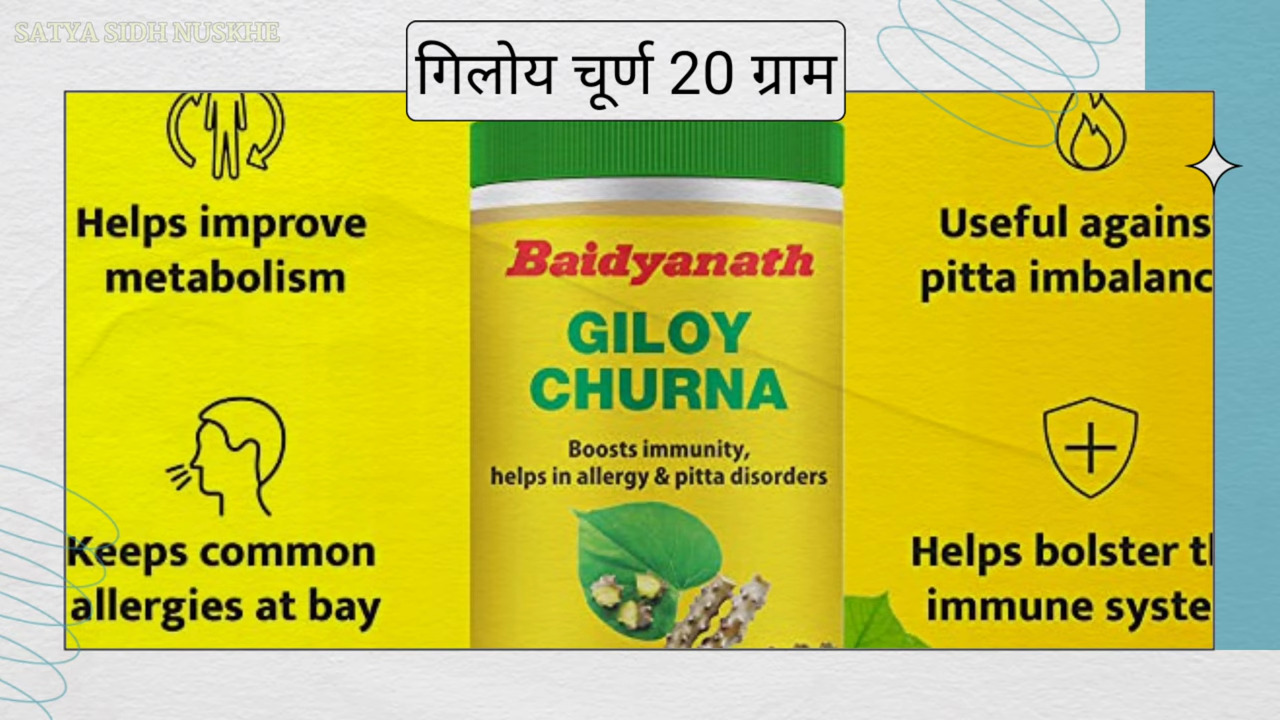 SATYA SIDH NUSKHE
गिलोय चूर्ण 20 ग्राम
Helps improve
metabolism
Keeps common
allergies at bay
Baidyanath
GILOY
CHURNA
Boosts immunity,
helps in allergy & pitta disorders
Useful agains
pitta imbalanc
Helps bolster t
immune syste